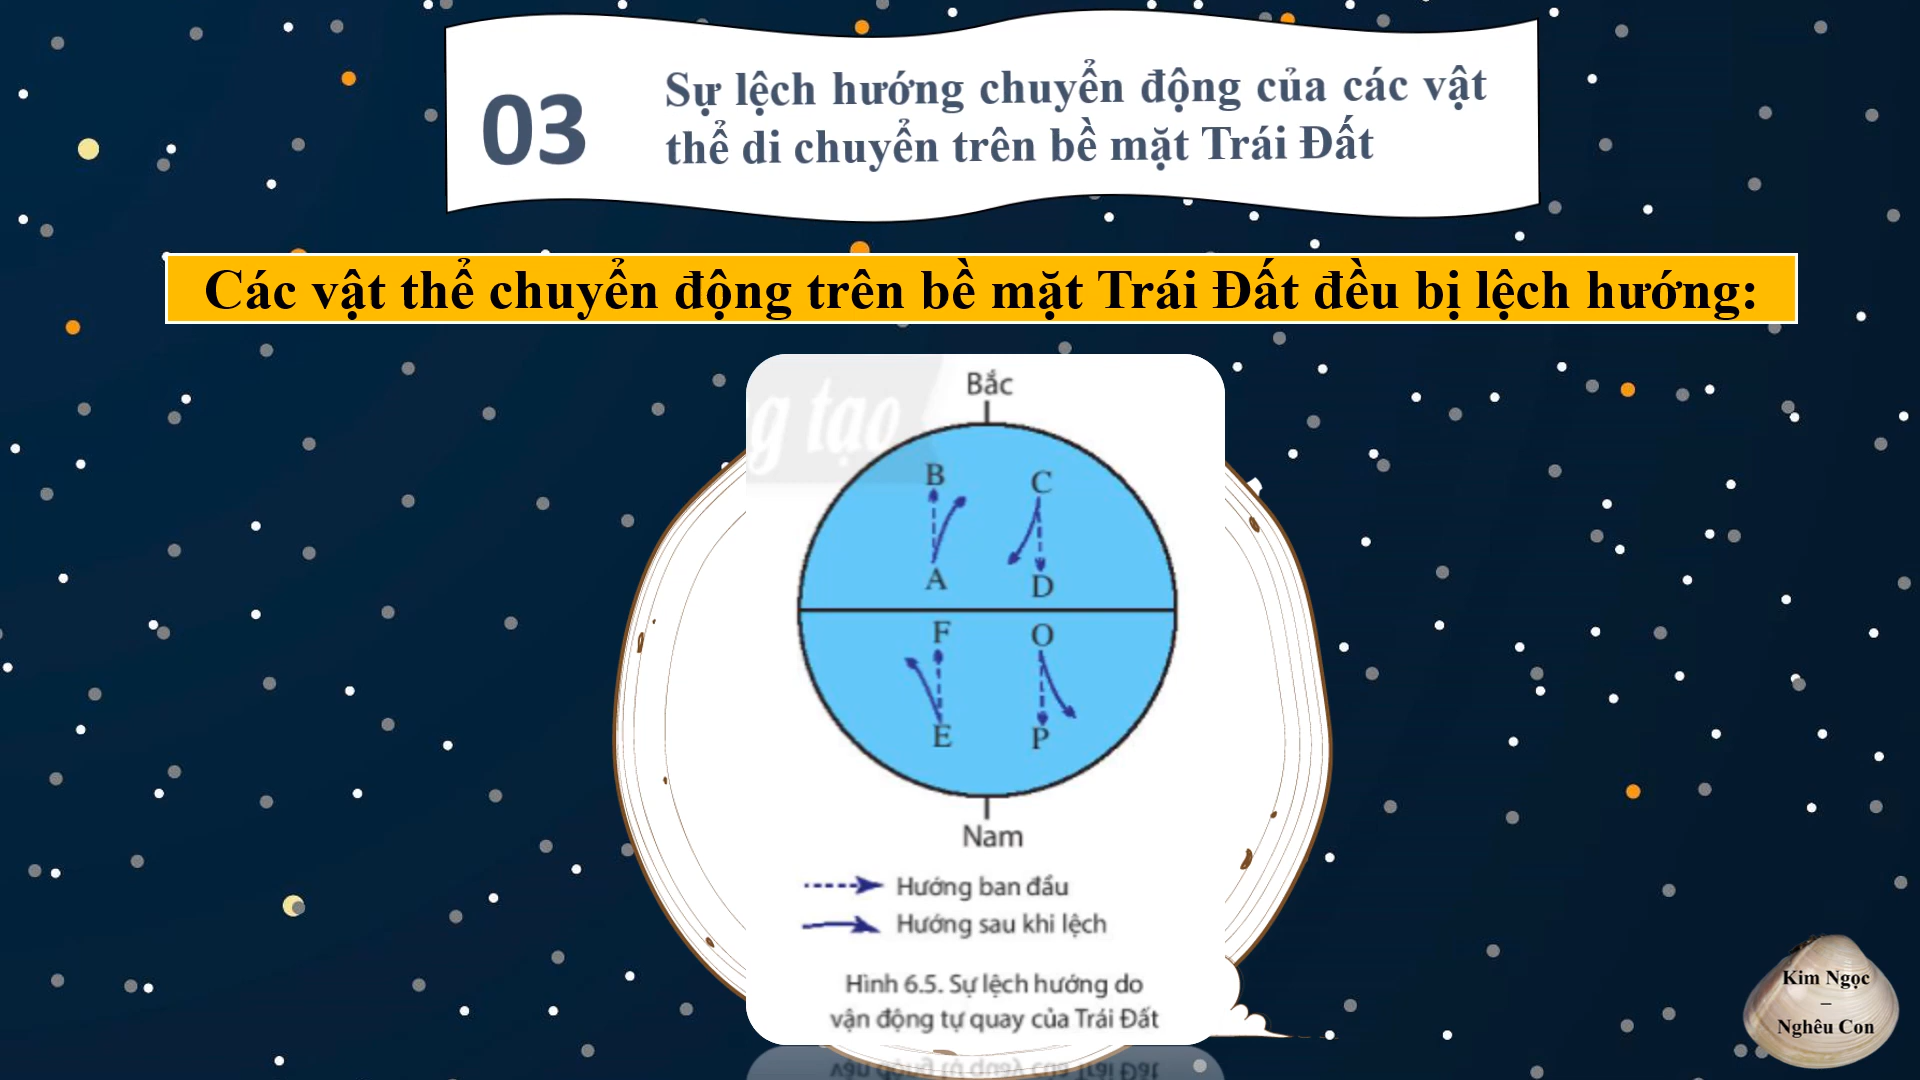 03
Sự lệch hướng chuyển động của các vật
thể di chuyển trên bề mặt Trái Đất
Các vật thể chuyển động trên bề mặt Trái Đất đều bị lệch hướng:
g tạo
Bắc
B C
A D
F O
E P
Nam
Hướng ban đầu
Hướng sau khi lệch
Hình 6.5. Sự lệch hướng do
vận động tự quay của Trái Đất
Kim Ngọc
–
Nghêu Con